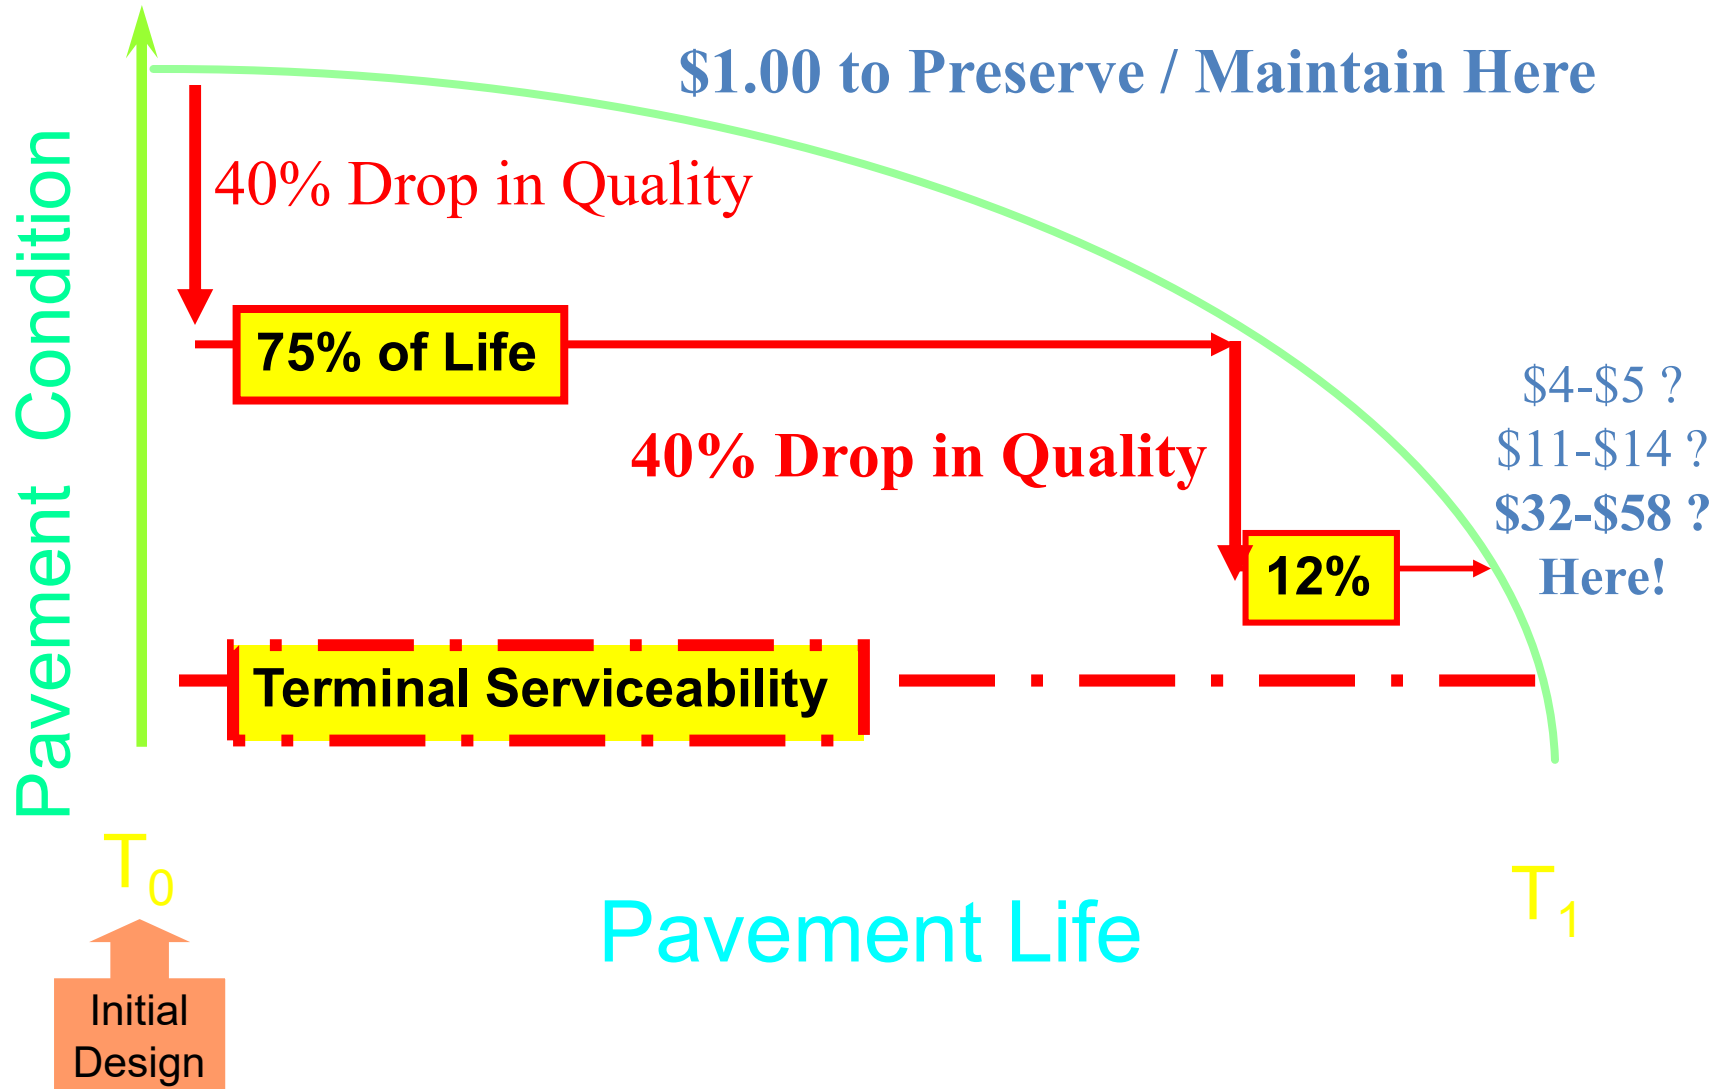 $1.00 to Preserve / Maintain Here
40% Drop in Quality
75% of Life
$4-$5 ?
$11-$14 ?
$32-$58 ?
Here!
40% Drop in Quality
12%
Terminal Serviceability
Pavement Condition
T0
T1
Pavement Life
Initial
Design